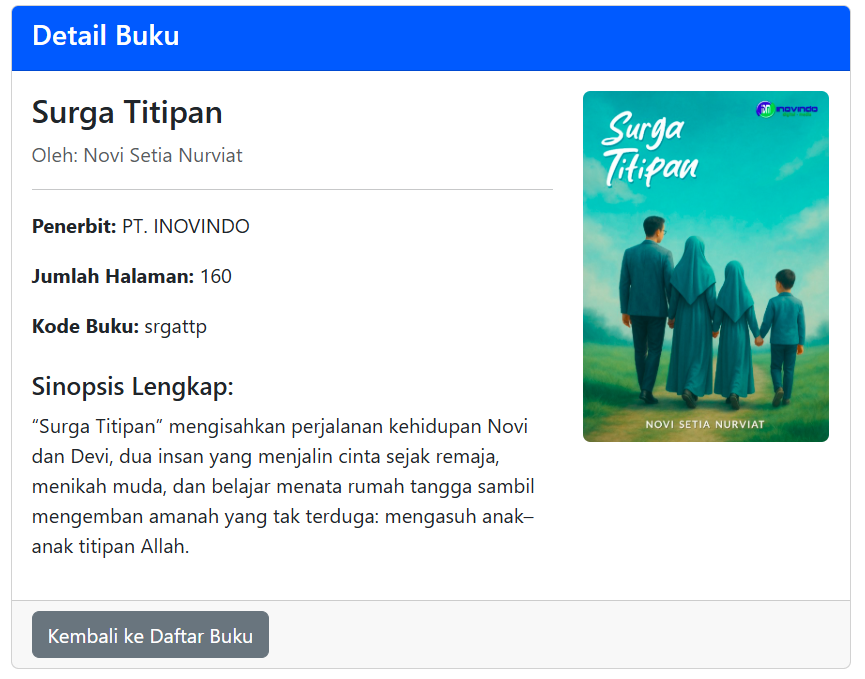 Detail Buku
Surga Titipan
Oleh: Novi Setia Nurviat
Penerbit: PT. INOVINDO
Jumlah Halaman: 160
Kode Buku: srgattp
Sinopsis Lengkap:
“Surga Titipan” mengisahkan perjalanan kehidupan Novi
dan Devi, dua insan yang menjalin cinta sejak remaja,
menikah muda, dan belajar menata rumah tangga sambil
mengemban amanah yang tak terduga: mengasuh anak–
anak titipan Allah.
inovindo
Surga
Titipan
NOVI SETIA NURVIAT
Kembali ke Daftar Buku